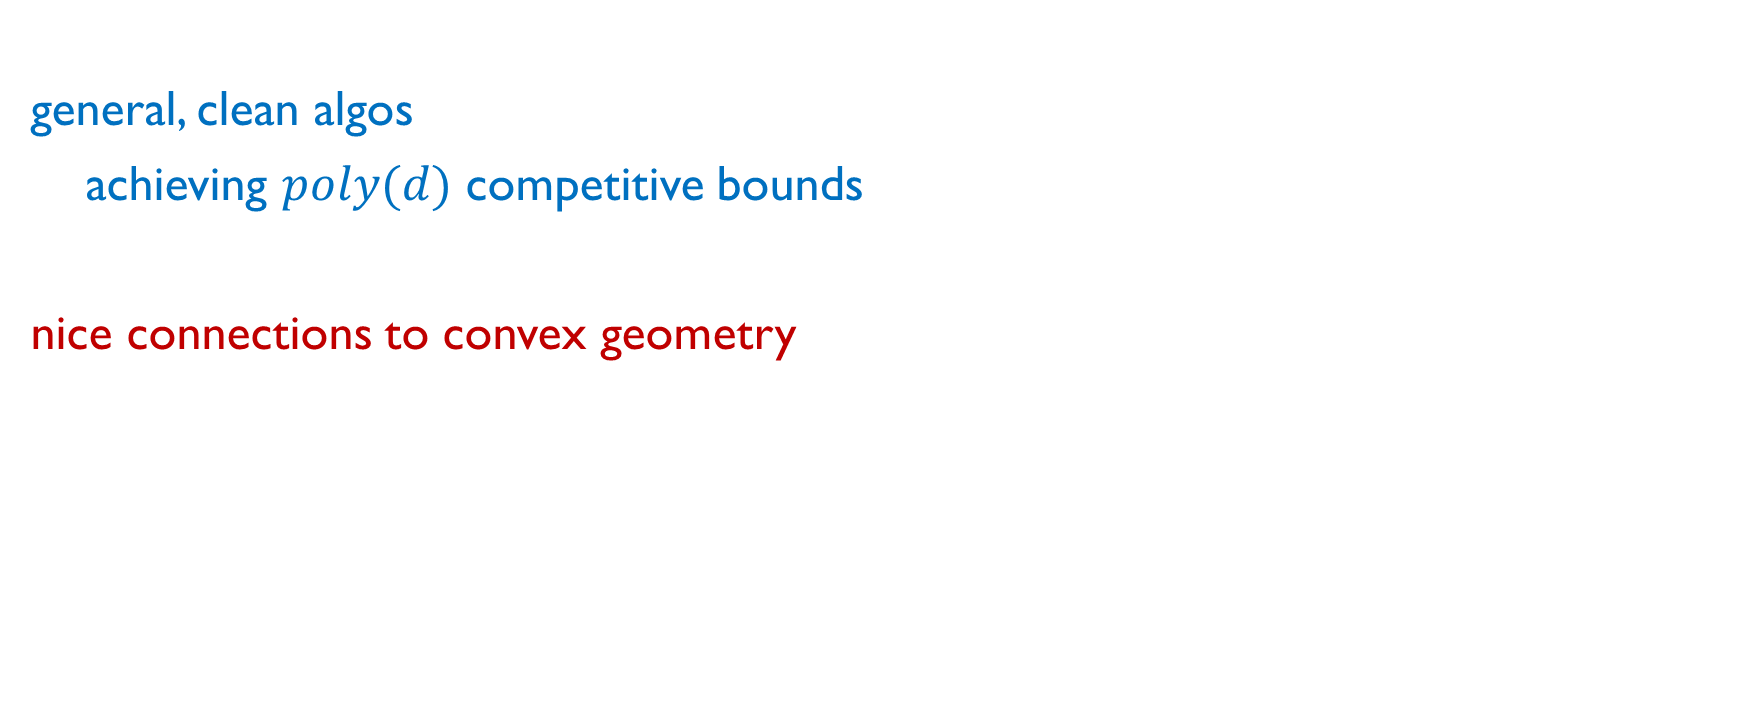 general, clean algos
achieving poly(d) competitive bounds
nice connections to convex geometry